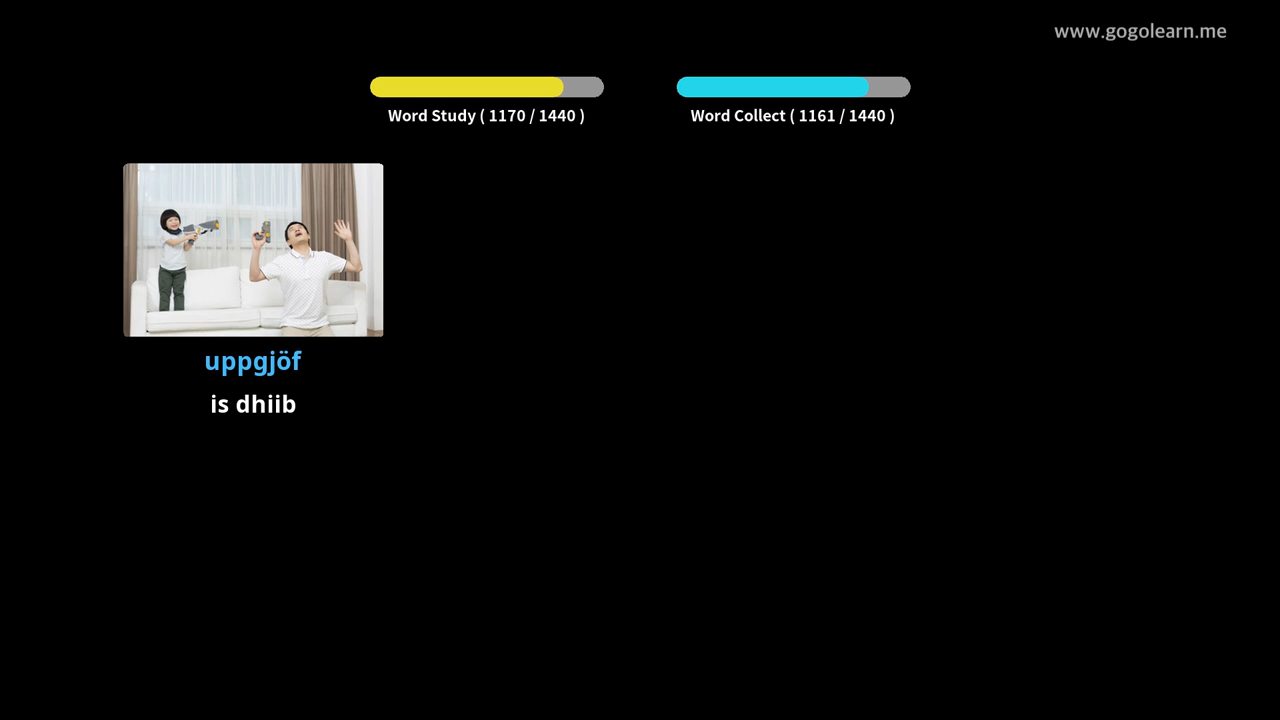 www.gogolearn.me
Word Study ( 1170 / 1440 )
Word Collect ( 1161 / 1440 )
uppgjöf
is dhiib